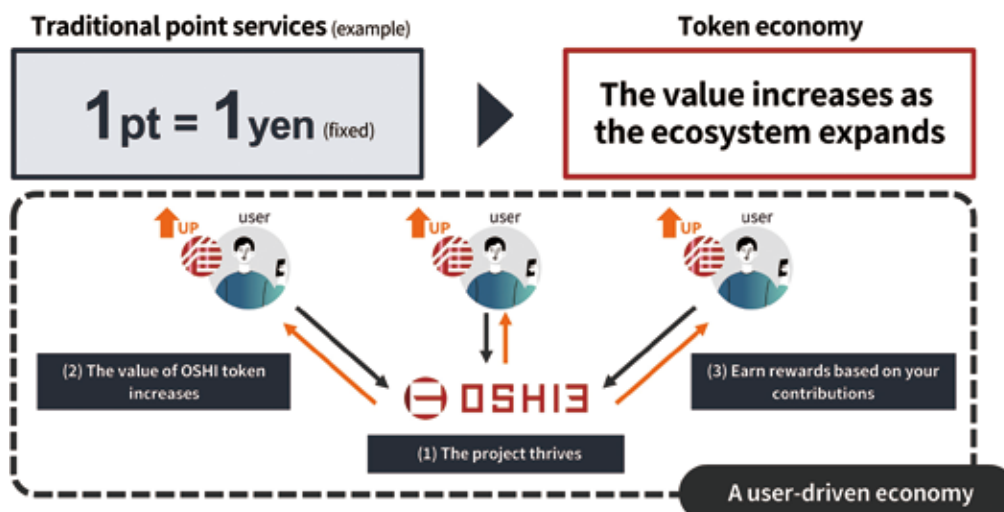 Traditional point services (example)
Token economy
1pt = 1yen (fixed)
The value increases as
the ecosystem expands
UP
user
UP
user
UP
user
(2) The value of OSHI token
increases
(3) Earn rewards based on your
contributions
OSHI3
(1) The project thrives
A user-driven economy